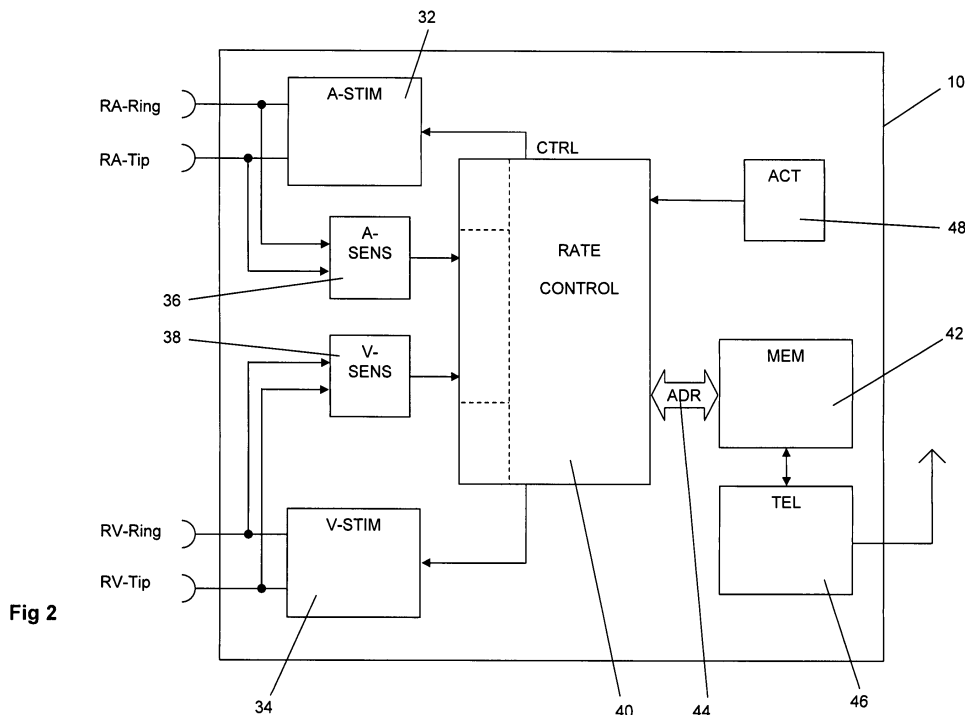 32
10
RA-Ring
A-STIM
RA-Tip
CTRL
ACT
48
A-
SENS
RATE
CONTROL
36
38
V-
SENS
MEM
42
ADR
TEL
RV-Ring
V-STIM
RV-Tip
Fig 2
34
40
44
46